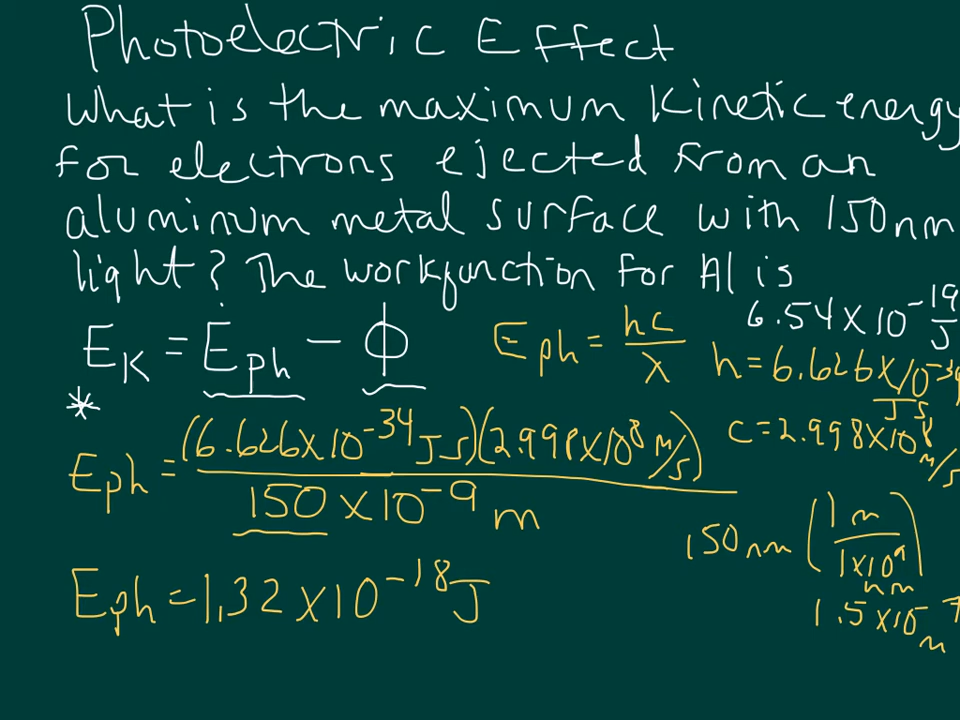 Photoelectric Effect
What is the maximum Kinetic energy
for electrons ejected from an
aluminum metal surface with 150nm
light? The workfunction for Al is
6.54 X 10^-19 J
E_K = E_ph - Φ
*
E_ph = hc/λ
h = 6.626 X 10^-34 J s
c = 2.998 X 10^8 m/s
E_ph = (6.626 X 10^-34 J s)(2.998 X 10^8 m/s) / 150 X 10^-9 m
150 nm (1 m / 1 X 10^9 nm)
1.5 X 10^-7 m
E_ph = 1.32 X 10^-18 J